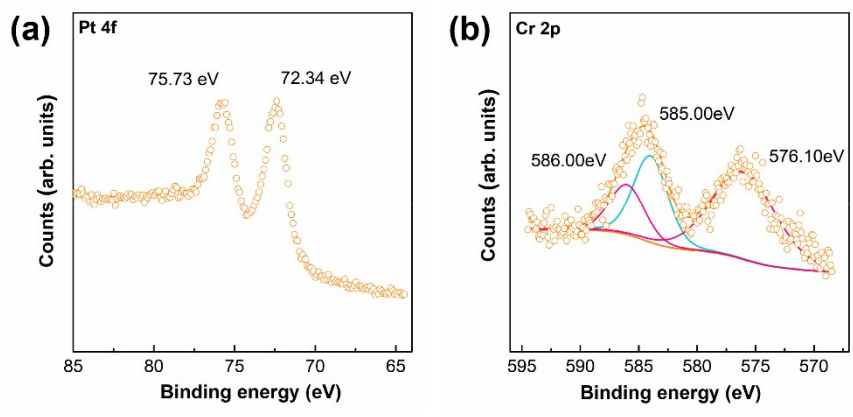 (a)
Pt 4f
75.73 eV
72.34 eV
Counts (arb. units)
85
80
75
70
65
Binding energy (eV)
(b)
Cr 2p
585.00eV
586.00eV
576.10eV
Counts (arb. units)
595
590
585
580
575
570
Binding energy (eV)